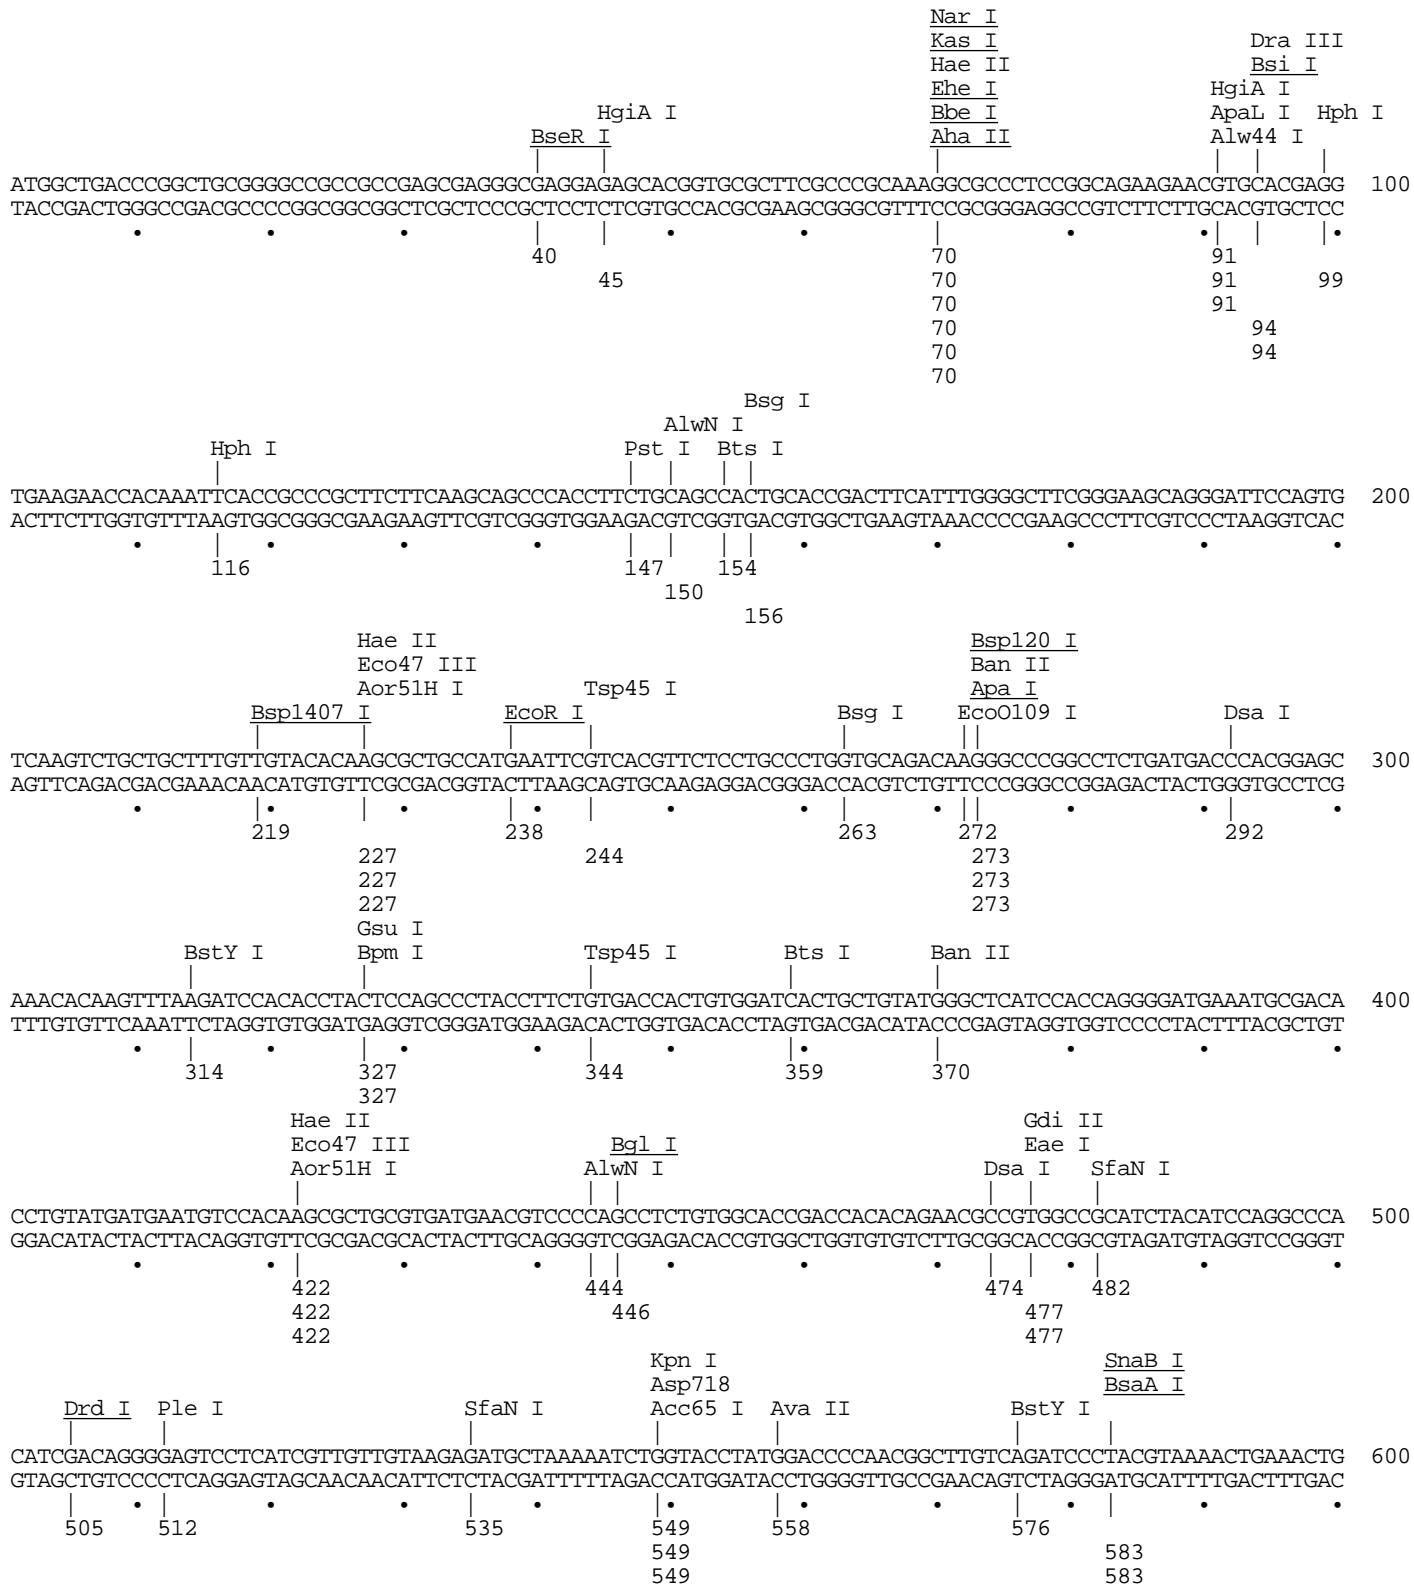 Nar I
Kas I Dra III
Hae II Bsi I
Ehe I HgiA I
HgiA I Bbe I ApaL I Hph I
BseR I Aha II Alw44 I
ATGGCTGACCCGGCTGCGGGGCCGCCGCCGAGCGAGGGCGAGGAGAGCACGGTGCGCTTCGCCCGCAAAGGCGCCCTCCGGCAGAAGAACGTGCACGAGG 100
TACCGACTGGGCCGACGCCCCGGCGGCGGCTCGCTCCCGCTCCTCTCGTGCCACGCGAAGCGGGCGTTTCCGCGGGAGGCCGTCTTCTTGCACGTGCTCC
40 70 91
45 70 91 99
70 91
70 94
70 94
70
Bsg I
AlwN I
Hph I Pst I Bts I
TGAAGAACCACAAATTCACCGCCCGCTTCTTCAAGCAGCCCACCTTCTGCAGCCACTGCACCGACTTCATTTGGGGCTTCGGGAAGCAGGGATTCCAGTG 200
ACTTCTTGGTGTTTAAGTGGCGGGCGAAGAAGTTCGTCGGGTGGAAGACGTCGGTGACGTGGCTGAAGTAAACCCCGAAGCCCTTCGTCCCTAAGGTCAC
116 147 154
150
156
Hae II Bsp120 I
Eco47 III Ban II
Aor51H I Tsp45 I Apa I
Bsp1407 I EcoR I Bsg I EcoO109 I Dsa I
TCAAGTCTGCTGCTTTGTTGTACACAAGCGCTGCCATGAATTCGTCACGTTCTCCTGCCCTGGTGCAGACAAGGGCCCGGCCTCTGATGACCCACGGAGC 300
AGTTCAGACGACGAAACAACATGTGTTCGCGACGGTACTTAAGCAGTGCAAGAGGACGGGACCACGTCTGTTCCCGGGCCGGAGACTACTGGGTGCCTCG
219 238 263 272 292
227 244 273
227 273
227 273
Gsu I
BstY I Bpm I Tsp45 I Bts I Ban II
AAACACAAGTTTAAGATCCACACCTACTCCAGCCCTACCTTCTGTGACCACTGTGGATCACTGCTGTATGGGCTCATCCACCAGGGGATGAAATGCGACA 400
TTTGTGTTCAAATTCTAGGTGTGGATGAGGTCGGGATGGAAGACACTGGTGACACCTAGTGACGACATACCCGAGTAGGTGGTCCCCTACTTTACGCTGT
314 327 344 359 370
327
Hae II Gdi II
Eco47 III Bgl I Eae I
Aor51H I AlwN I Dsa I SfaN I
CCTGTATGATGAATGTCCACAAGCGCTGCGTGATGAACGTCCCCAGCCTCTGTGGCACCGACCACACAGAACGCCGTGGCCGCATCTACATCCAGGCCCA 500
GGACATACTACTTACAGGTGTTCGCGACGCACTACTTGCAGGGGTCGGAGACACCGTGGCTGGTGTGTCTTGCGGCACCGGCGTAGATGTAGGTCCGGGT
422 444 474 482
422 446 477
422 477
Kpn I SnaB I
Asp718 BsaA I
Drd I Ple I SfaN I Acc65 I Ava II BstY I
CATCGACAGGGGAGTCCTCATCGTTGTTGTAAGAGATGCTAAAAATCTGGTACCTATGGACCCCAACGGCTTGTCAGATCCCTACGTAAAACTGAAACTG 600
GTAGCTGTCCCCTCAGGAGTAGCAACAACATTCTCTACGATTTTTAGACCATGGATACCTGGGGTTGCCGAACAGTCTAGGGATGCATTTTGACTTTGAC
505 512 535 549 558 576
549 583
549 583